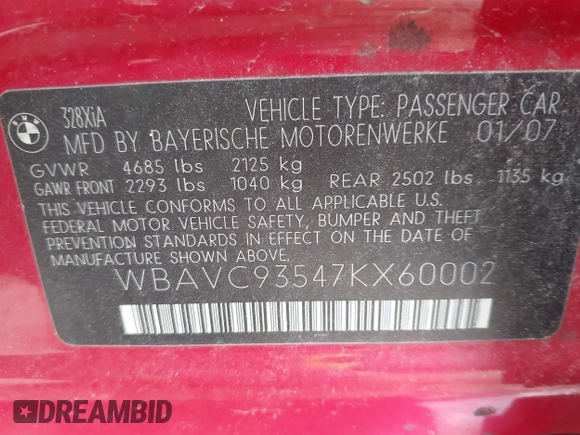 BMW
328XiA
VEHICLE TYPE: PASSENGER CAR
MFD BY BAYERISCHE MOTORENWERKE 01/07
GVWR 4685 lbs 2125 kg
GAWR FRONT 2293 lbs 1040 kg REAR 2502 lbs 1135 kg
THIS VEHICLE CONFORMS TO ALL APPLICABLE U.S.
FEDERAL MOTOR VEHICLE SAFETY, BUMPER AND THEFT
PREVENTION STANDARDS IN EFFECT ON THE DATE OF
MANUFACTURE SHOWN ABOVE.
WBAVC93547KX60002
DREAMBID